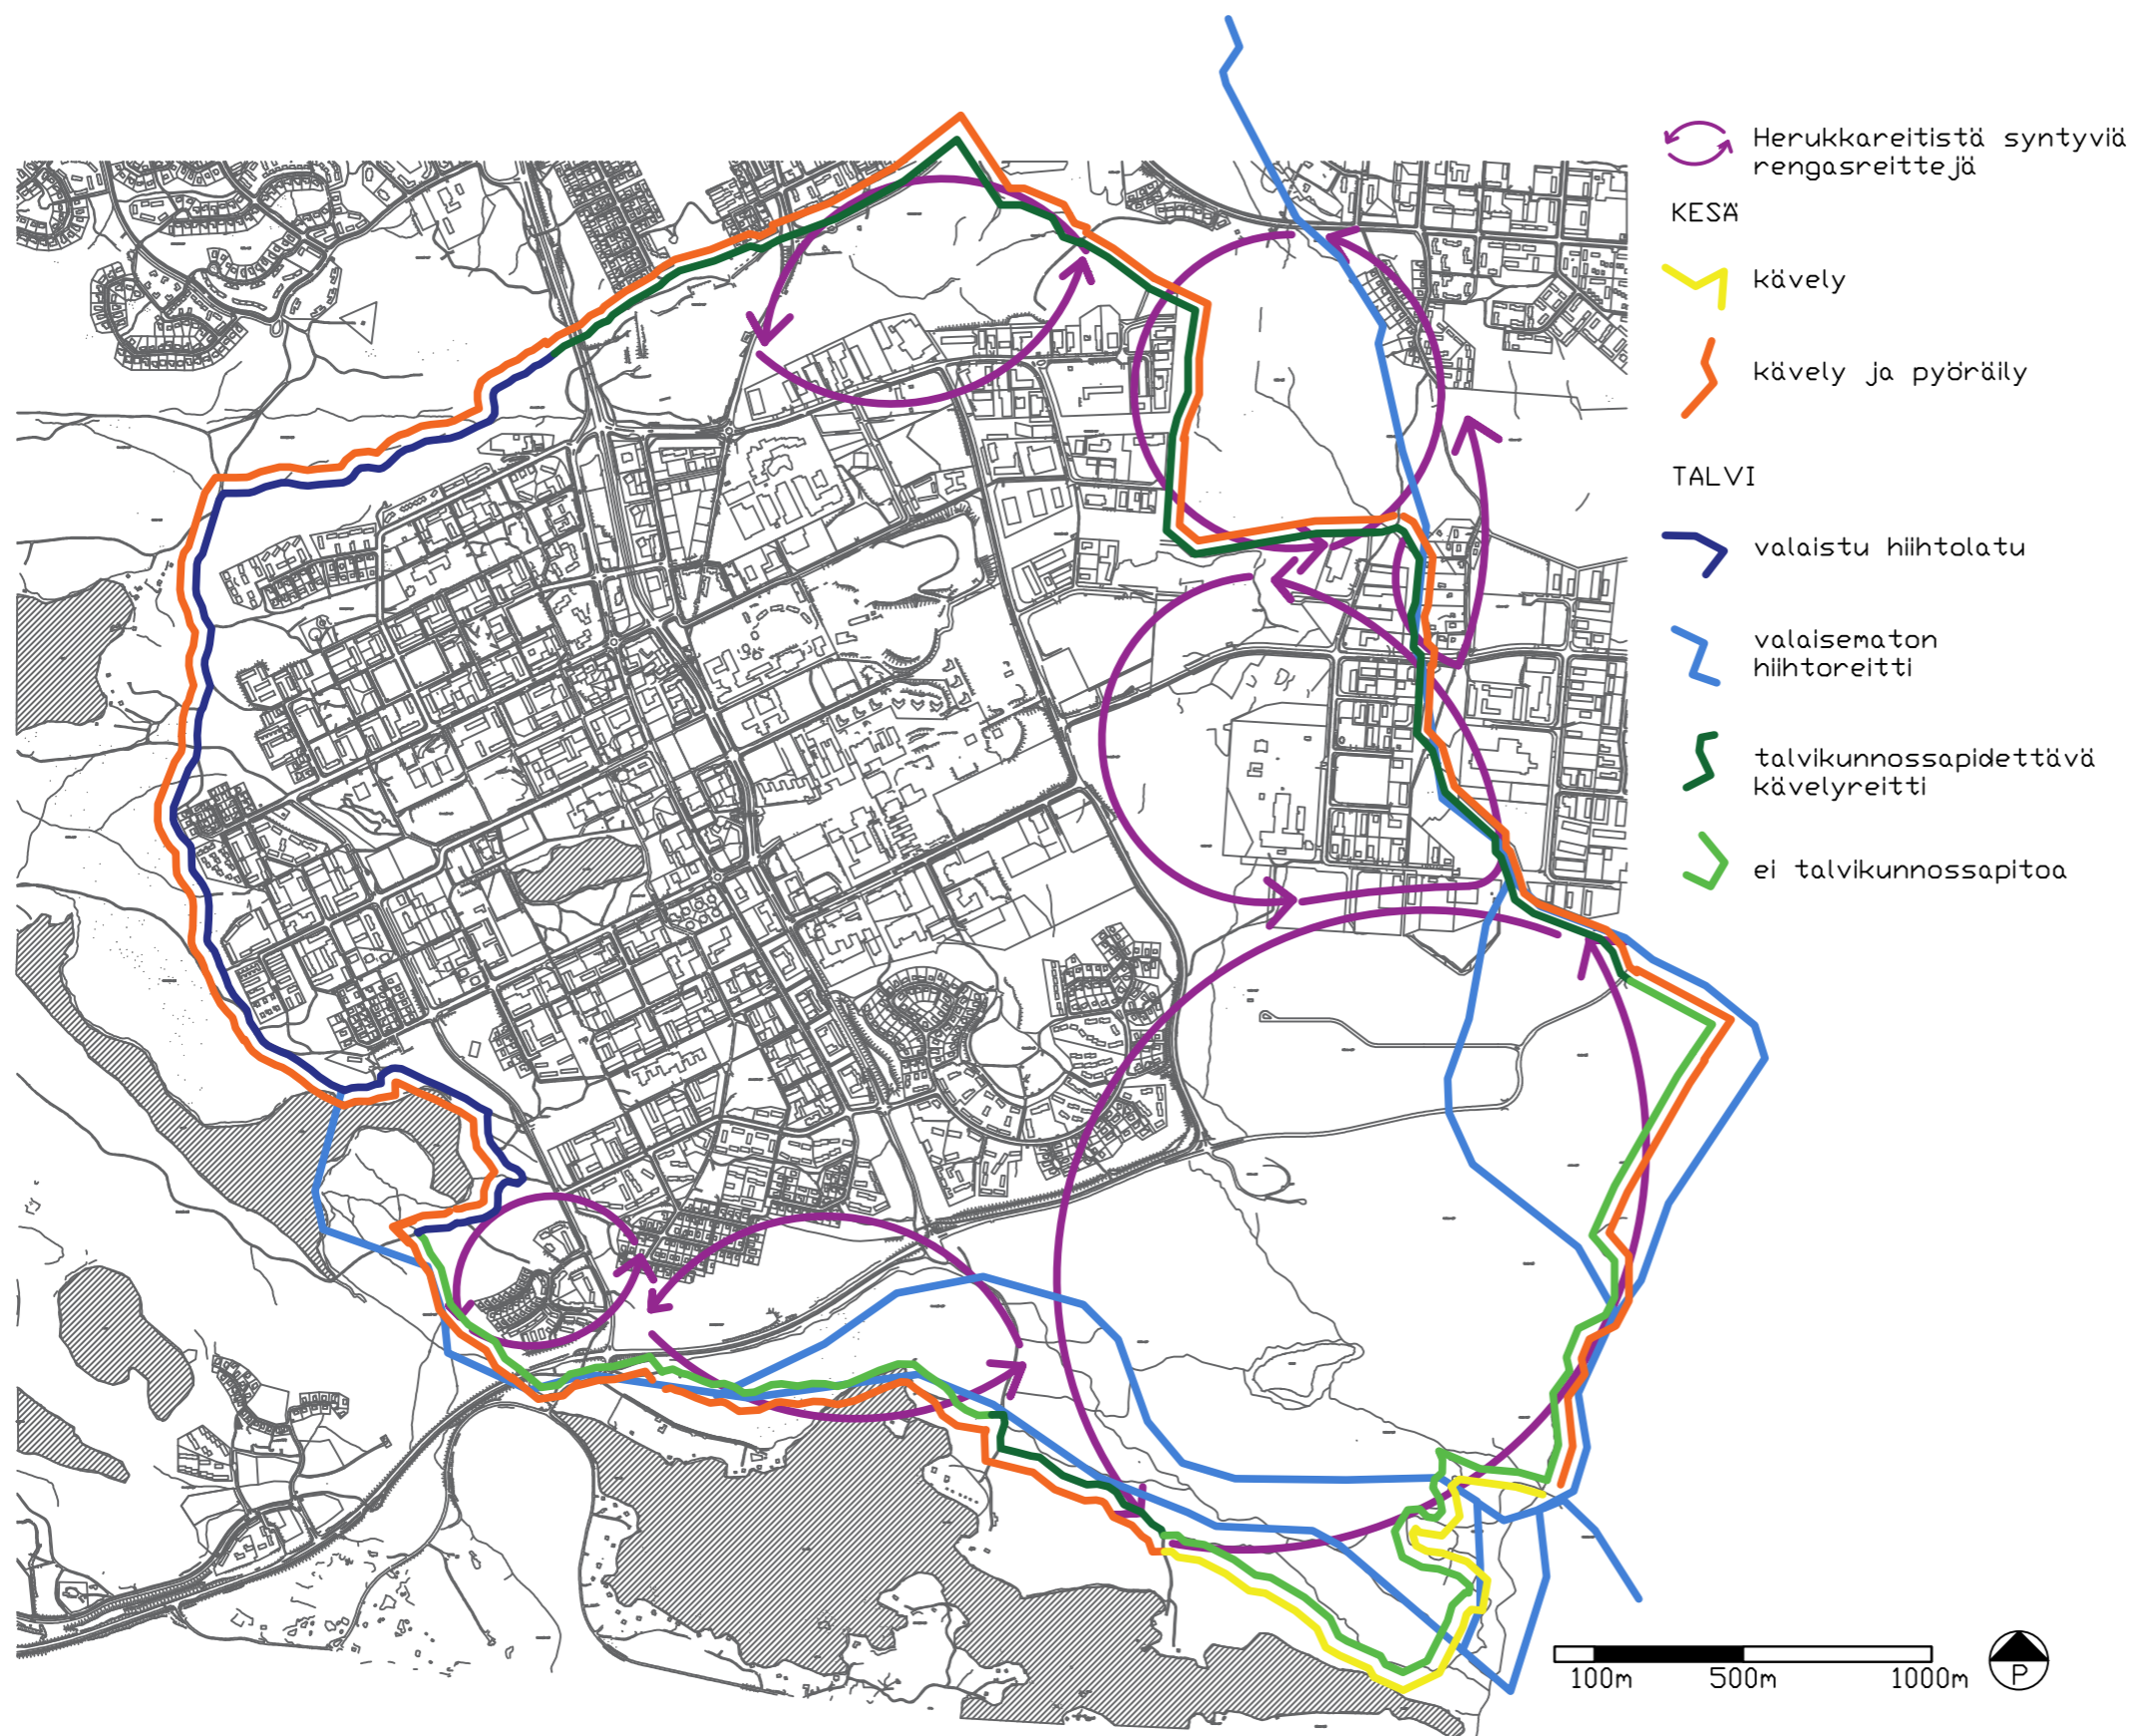 Herukkareitistä syntyviä
rengasreittejä
KESÄ
kävely
kävely ja pyöräily
TALVI
valaistu hiihtolatu
valaisematon
hiihtoreitti
talvikunnossapidettävä
kävelyreitti
ei talvikunnossapitoa
100m 500m 1000m
P